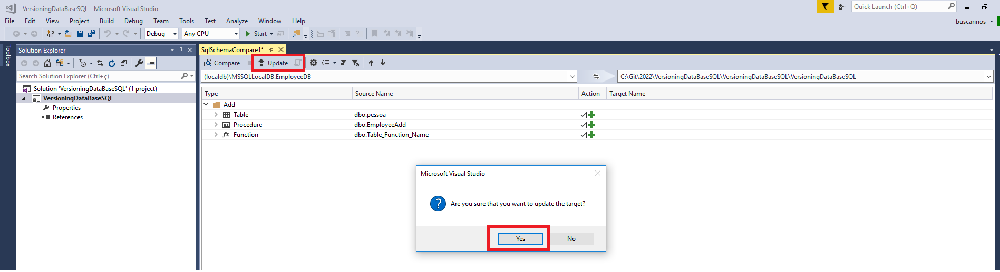 VersioningDataBaseSQL - Microsoft Visual Studio
Quick Launch (Ctrl+Q)
File Edit View Project Build Debug Team Tools Test Analyze Window Help
buscarinos
Debug Any CPU Start
Toolbox
Solution Explorer
Search Solution Explorer (Ctrl+ç)
Solution 'VersioningDataBaseSQL' (1 project)
VersioningDataBaseSQL
Properties
References
SqlSchemaCompare1*
Compare Update
(localdb)\MSSQLLocalDB.EmployeeDB
C:\Git\2022\VersioningDataBaseSQL\VersioningDataBaseSQL\VersioningDataBaseSQL
Type Source Name Action Target Name
Add
Table dbo.pessoa
Procedure dbo.EmployeeAdd
fx Function dbo.Table_Function_Name
Microsoft Visual Studio
? Are you sure that you want to update the target?
Yes No